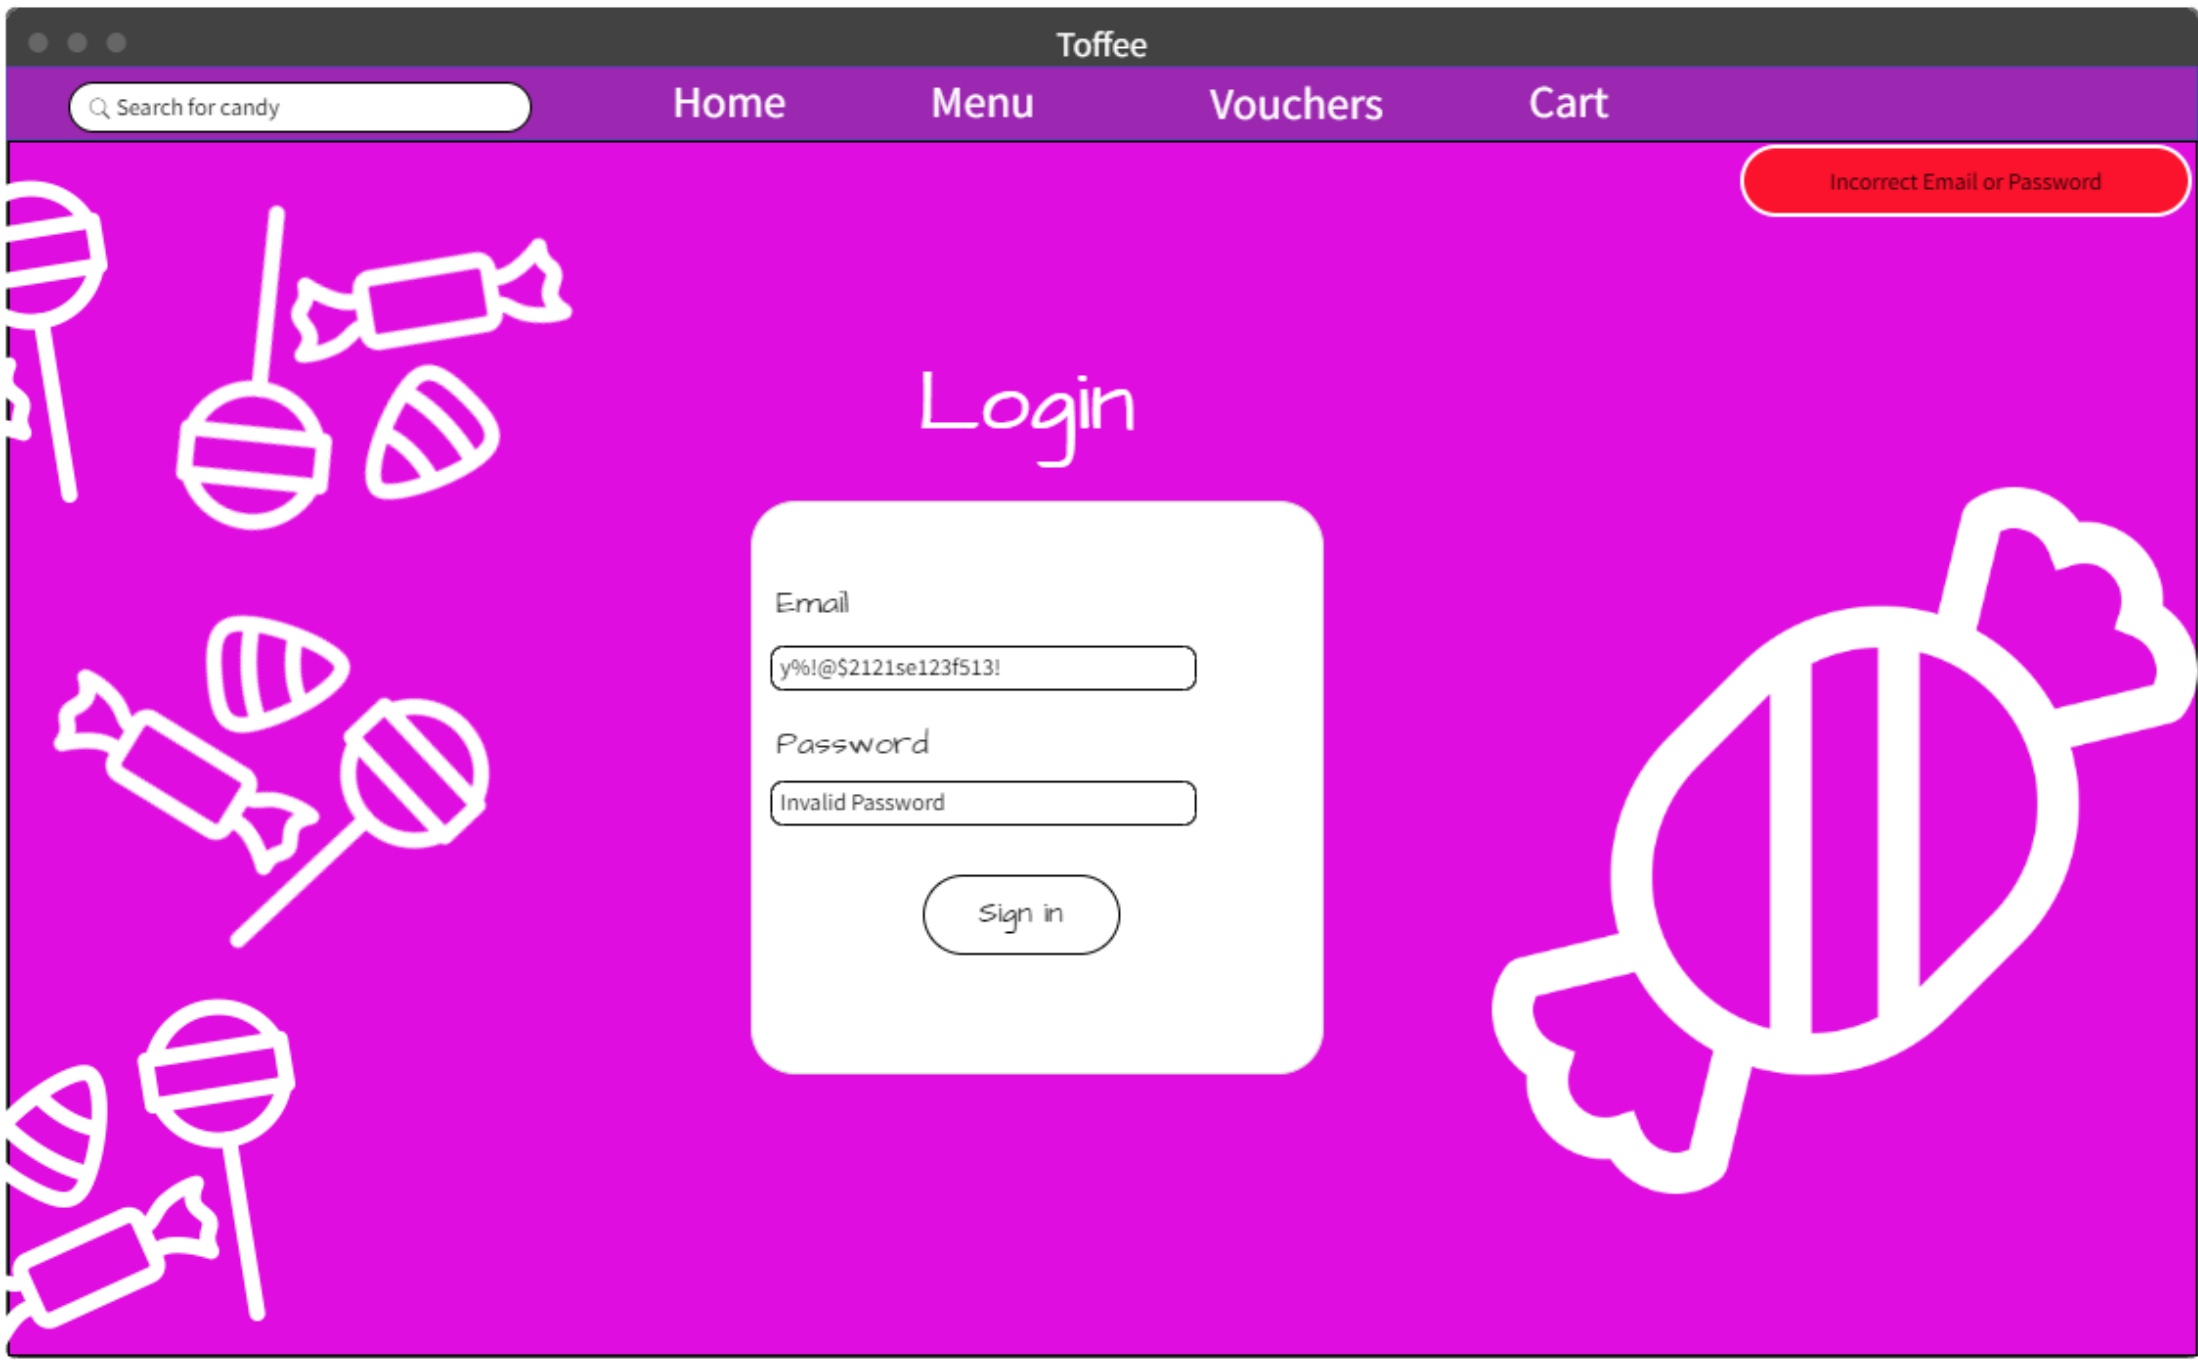 Toffee
Search for candy
Home Menu Vouchers Cart
Incorrect Email or Password
Login
Email
y%!@$2121se123f513!
Password
Invalid Password
Sign in